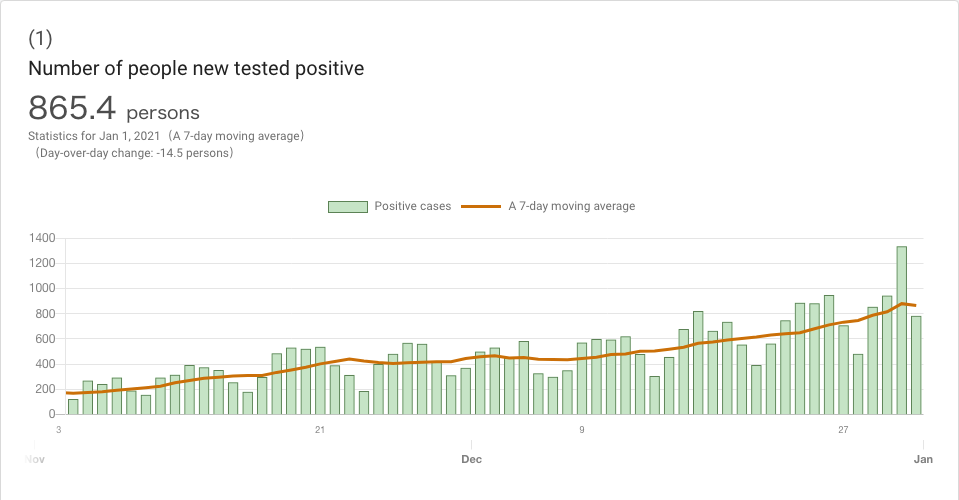 (1)
Number of people new tested positive
865.4 persons
Statistics for Jan 1, 2021（A 7-day moving average）
（Day-over-day change: -14.5 persons）
Positive cases A 7-day moving average
1400
1200
1000
800
600
400
200
0
3 21 9 27
Nov Dec Jan